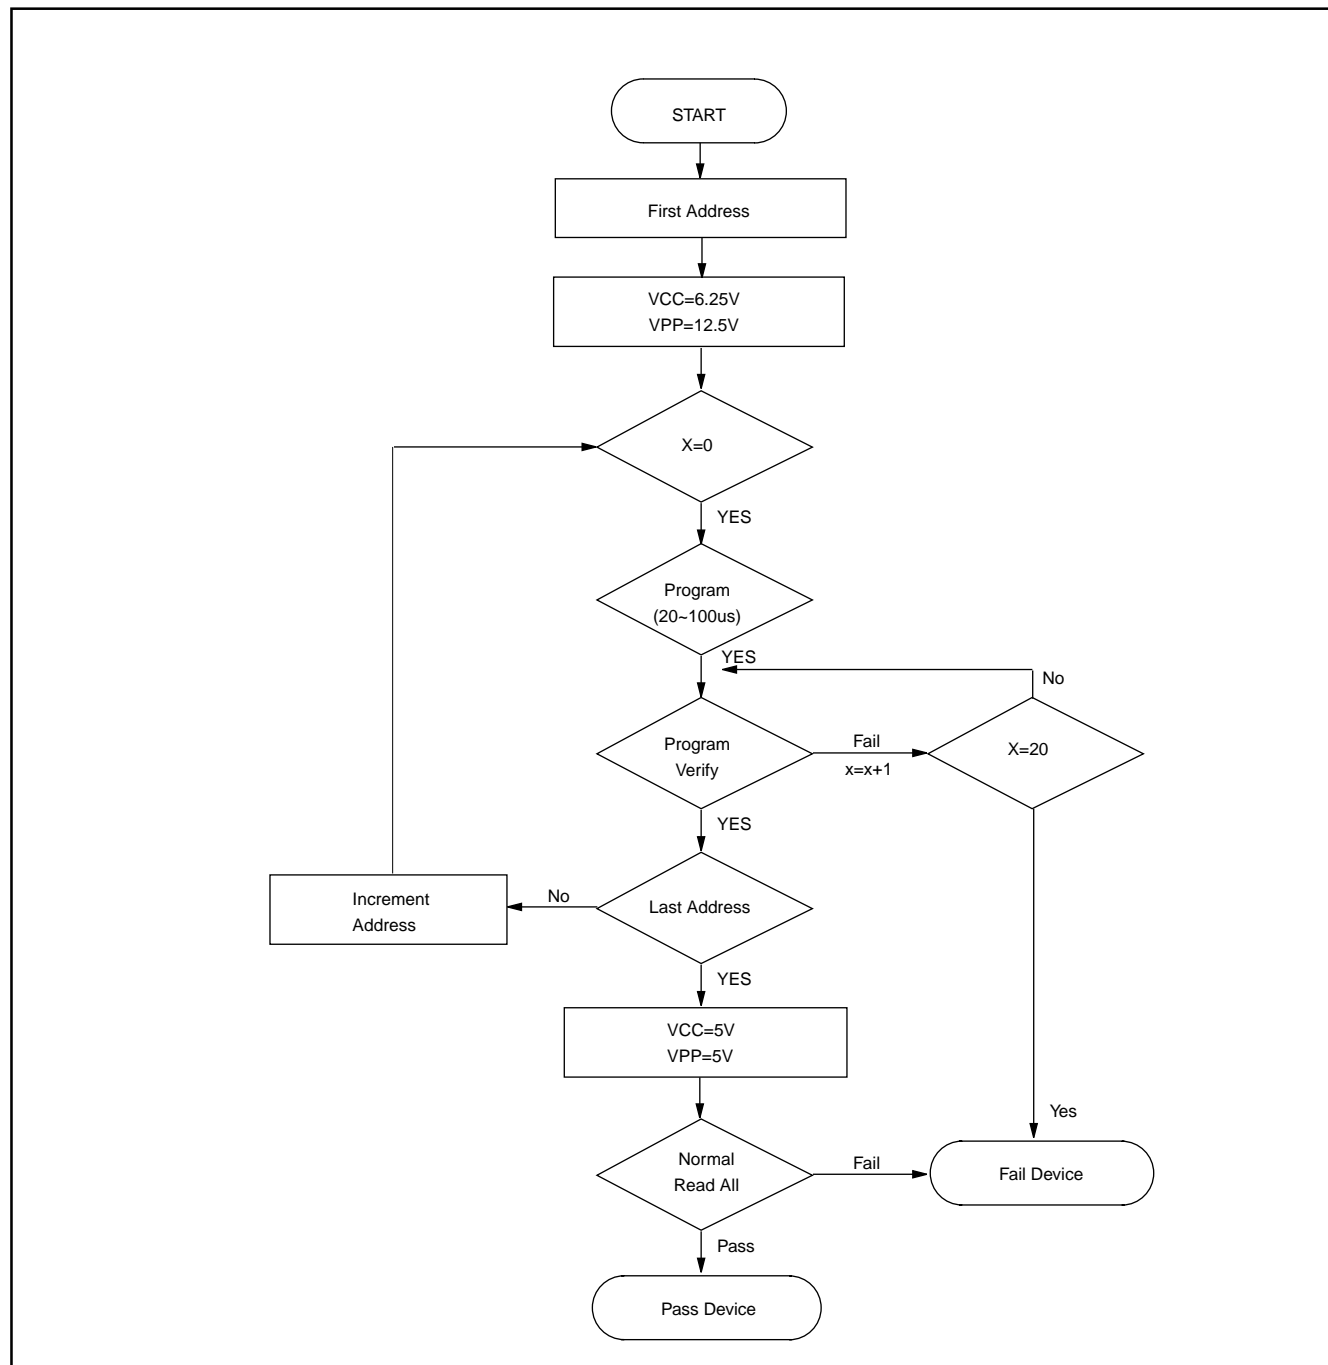 START
First Address
VCC=6.25V
VPP=12.5V
X=0
YES
Program
(20~100us)
YES
No
Program
Verify
Fail
x=x+1
X=20
YES
Increment
Address
No
Last Address
YES
VCC=5V
VPP=5V
Yes
Normal
Read All
Fail
Fail Device
Pass
Pass Device